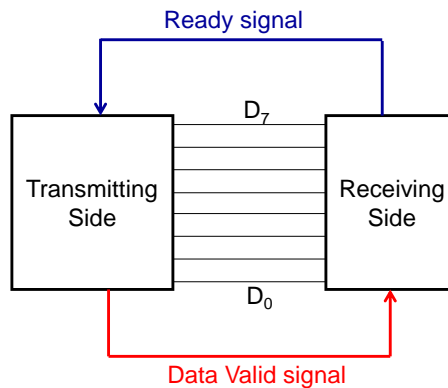 Ready signal
D₇
Transmitting
Side
Receiving
Side
D₀
Data Valid signal